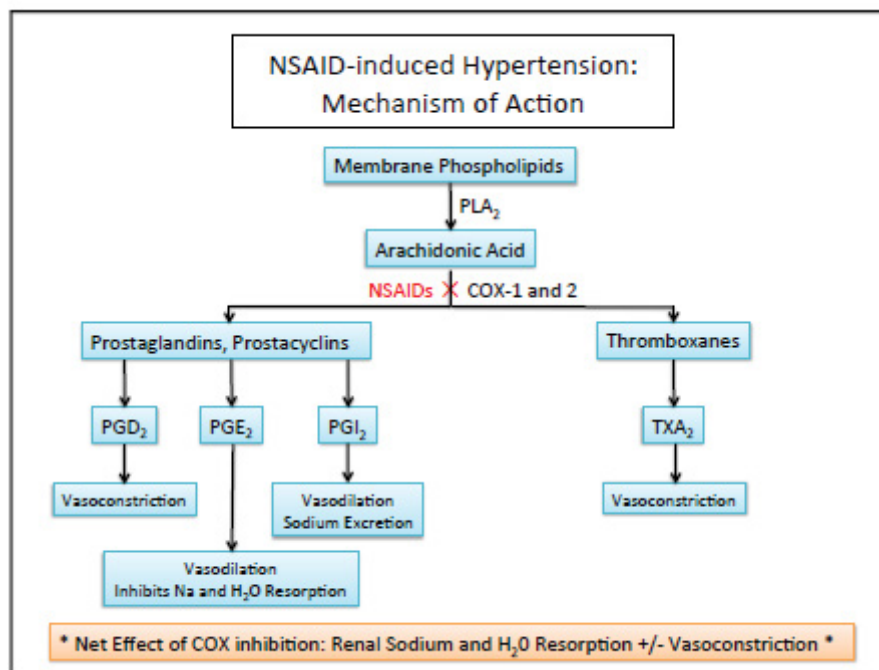 NSAID-induced Hypertension:
Mechanism of Action
Membrane Phospholipids
PLA₂
Arachidonic Acid
NSAIDs X COX-1 and 2
Prostaglandins, Prostacyclins
Thromboxanes
PGD₂
PGE₂
PGI₂
TXA₂
Vasoconstriction
Vasodilation
Sodium Excretion
Vasoconstriction
Vasodilation
Inhibits Na and H₂O Resorption
* Net Effect of COX inhibition: Renal Sodium and H₂0 Resorption +/- Vasoconstriction *